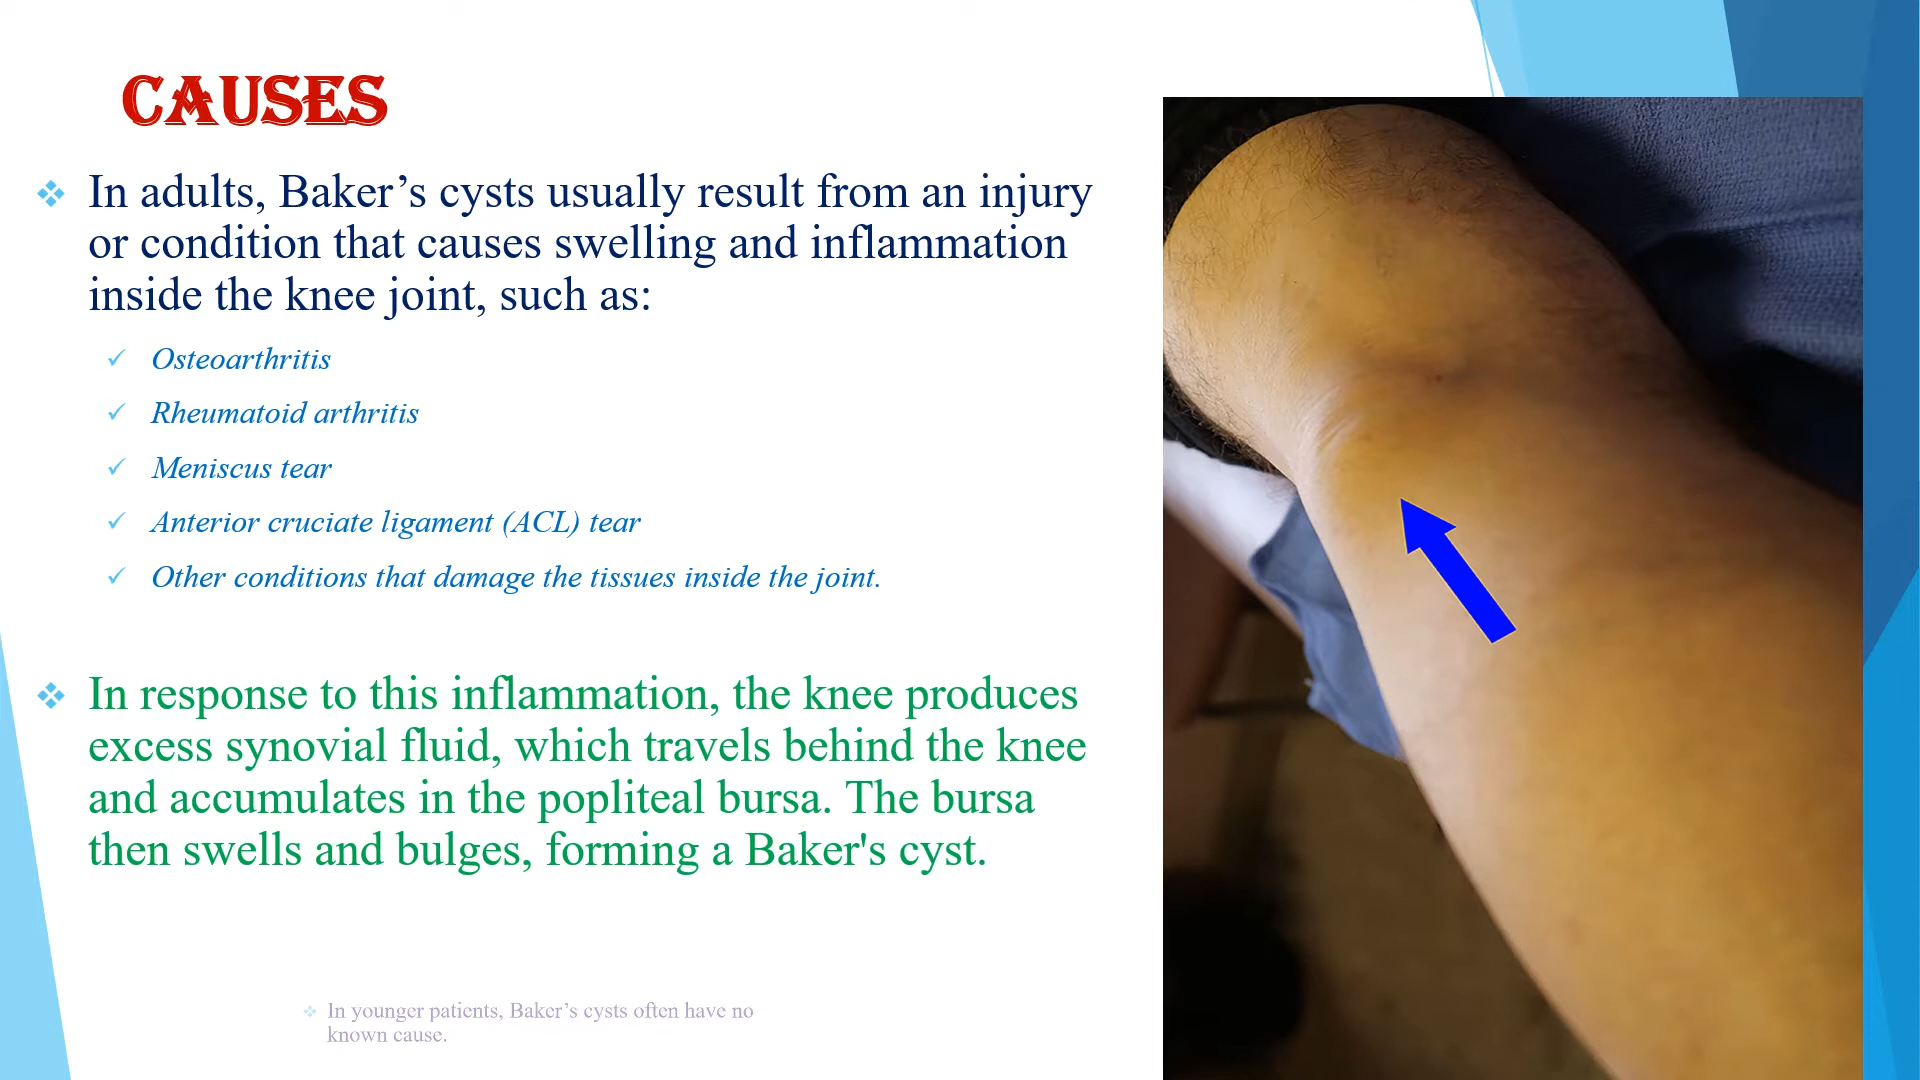 CAUSES
In adults, Baker’s cysts usually result from an injury
or condition that causes swelling and inflammation
inside the knee joint, such as:
Osteoarthritis
Rheumatoid arthritis
Meniscus tear
Anterior cruciate ligament (ACL) tear
Other conditions that damage the tissues inside the joint.
In response to this inflammation, the knee produces
excess synovial fluid, which travels behind the knee
and accumulates in the popliteal bursa. The bursa
then swells and bulges, forming a Baker's cyst.
In younger patients, Baker’s cysts often have no
known cause.